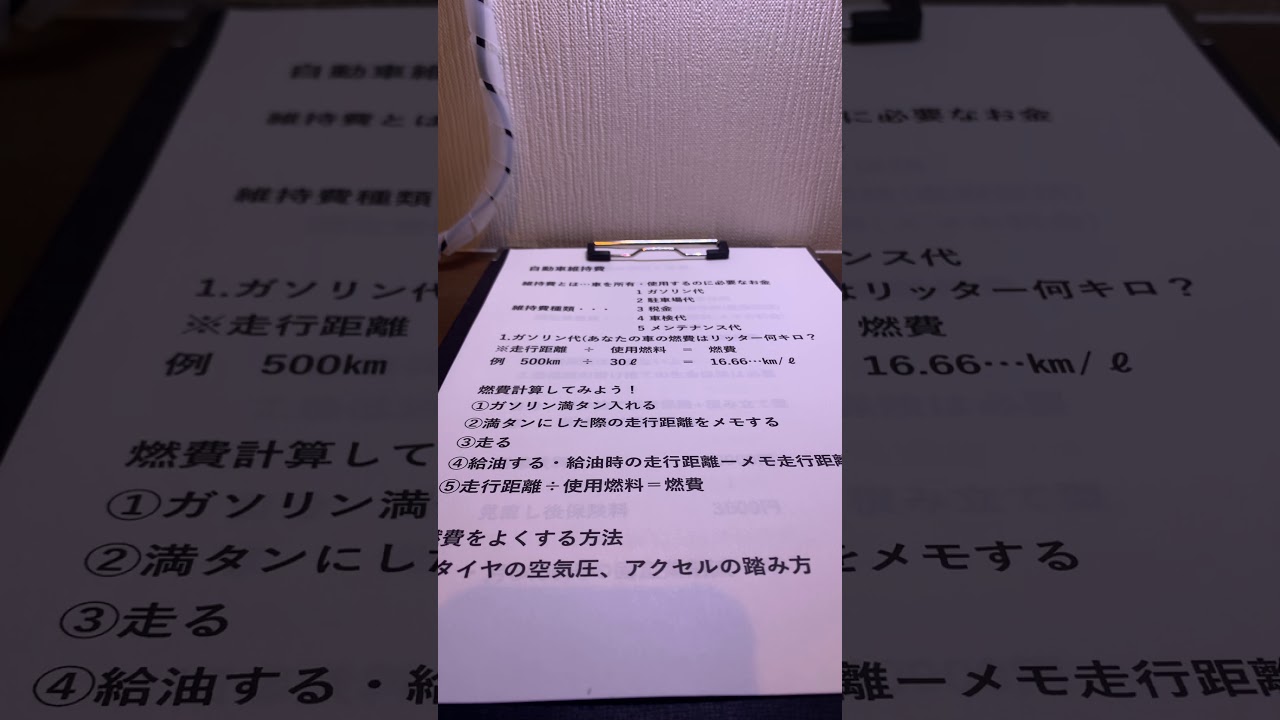 自動車維持費
維持費とは…車を所有・使用するのに必要なお金
1 ガソリン代
2 駐車場代
維持費種類・・・ 3 税金
4 車検代
5 メンテナンス代
1.ガソリン代(あなたの車の燃費はリッター何キロ？
※走行距離 ÷ 使用燃料 ＝ 燃費
例 500㎞ ÷ 30ℓ ＝ 16.66…㎞/ℓ
燃費計算してみよう！
①ガソリン満タン入れる
②満タンにした際の走行距離をメモする
③走る
④給油する・給油時の走行距離ーメモ走行距離
⑤走行距離÷使用燃料＝燃費
費をよくする方法
タイヤの空気圧、アクセルの踏み方